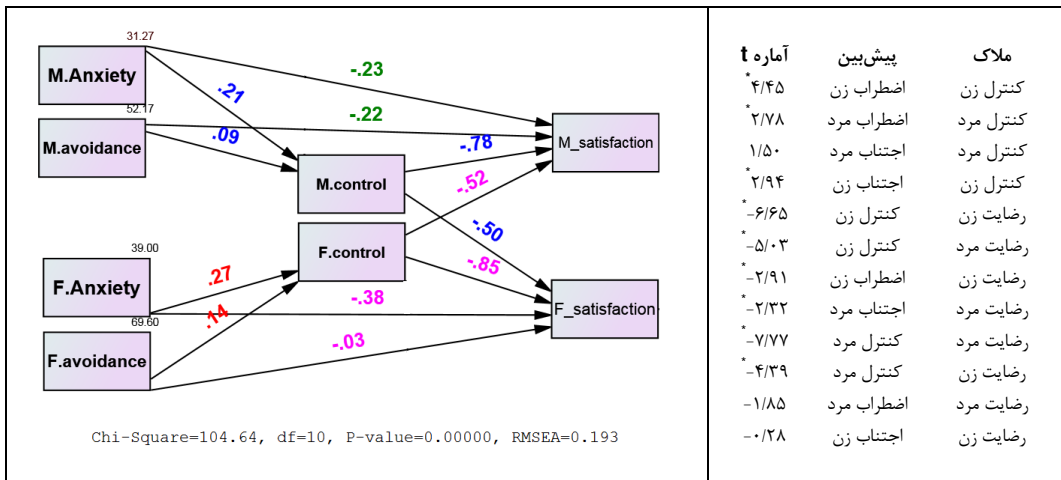 31.27
M.Anxiety
-.23
.21
52.17
-.22
M.avoidance
.09
-.78
M_satisfaction
-.52
M.control
39.00
F.control
-.50
F.Anxiety
.27
-.85
-.38
F_satisfaction
.14
69.60
F.avoidance
-.03
Chi-Square=104.64, df=10, P-value=0.00000, RMSEA=0.193
ملاک پیش‌بین آماره t
کنترل زن اضطراب زن ۴/۴۵*
کنترل مرد اضطراب مرد ۲/۷۸*
کنترل مرد اجتناب مرد ۱/۵۰
کنترل زن اجتناب زن ۲/۹۴*
رضایت زن کنترل زن -۶/۶۵*
رضایت مرد کنترل زن -۵/۰۳*
رضایت زن اضطراب زن -۲/۹۱*
رضایت مرد اجتناب مرد -۲/۳۲*
رضایت مرد کنترل مرد -۷/۷۷*
رضایت زن کنترل مرد -۴/۳۹*
رضایت مرد اضطراب مرد -۱/۸۵
رضایت زن اجتناب زن -۰/۲۸